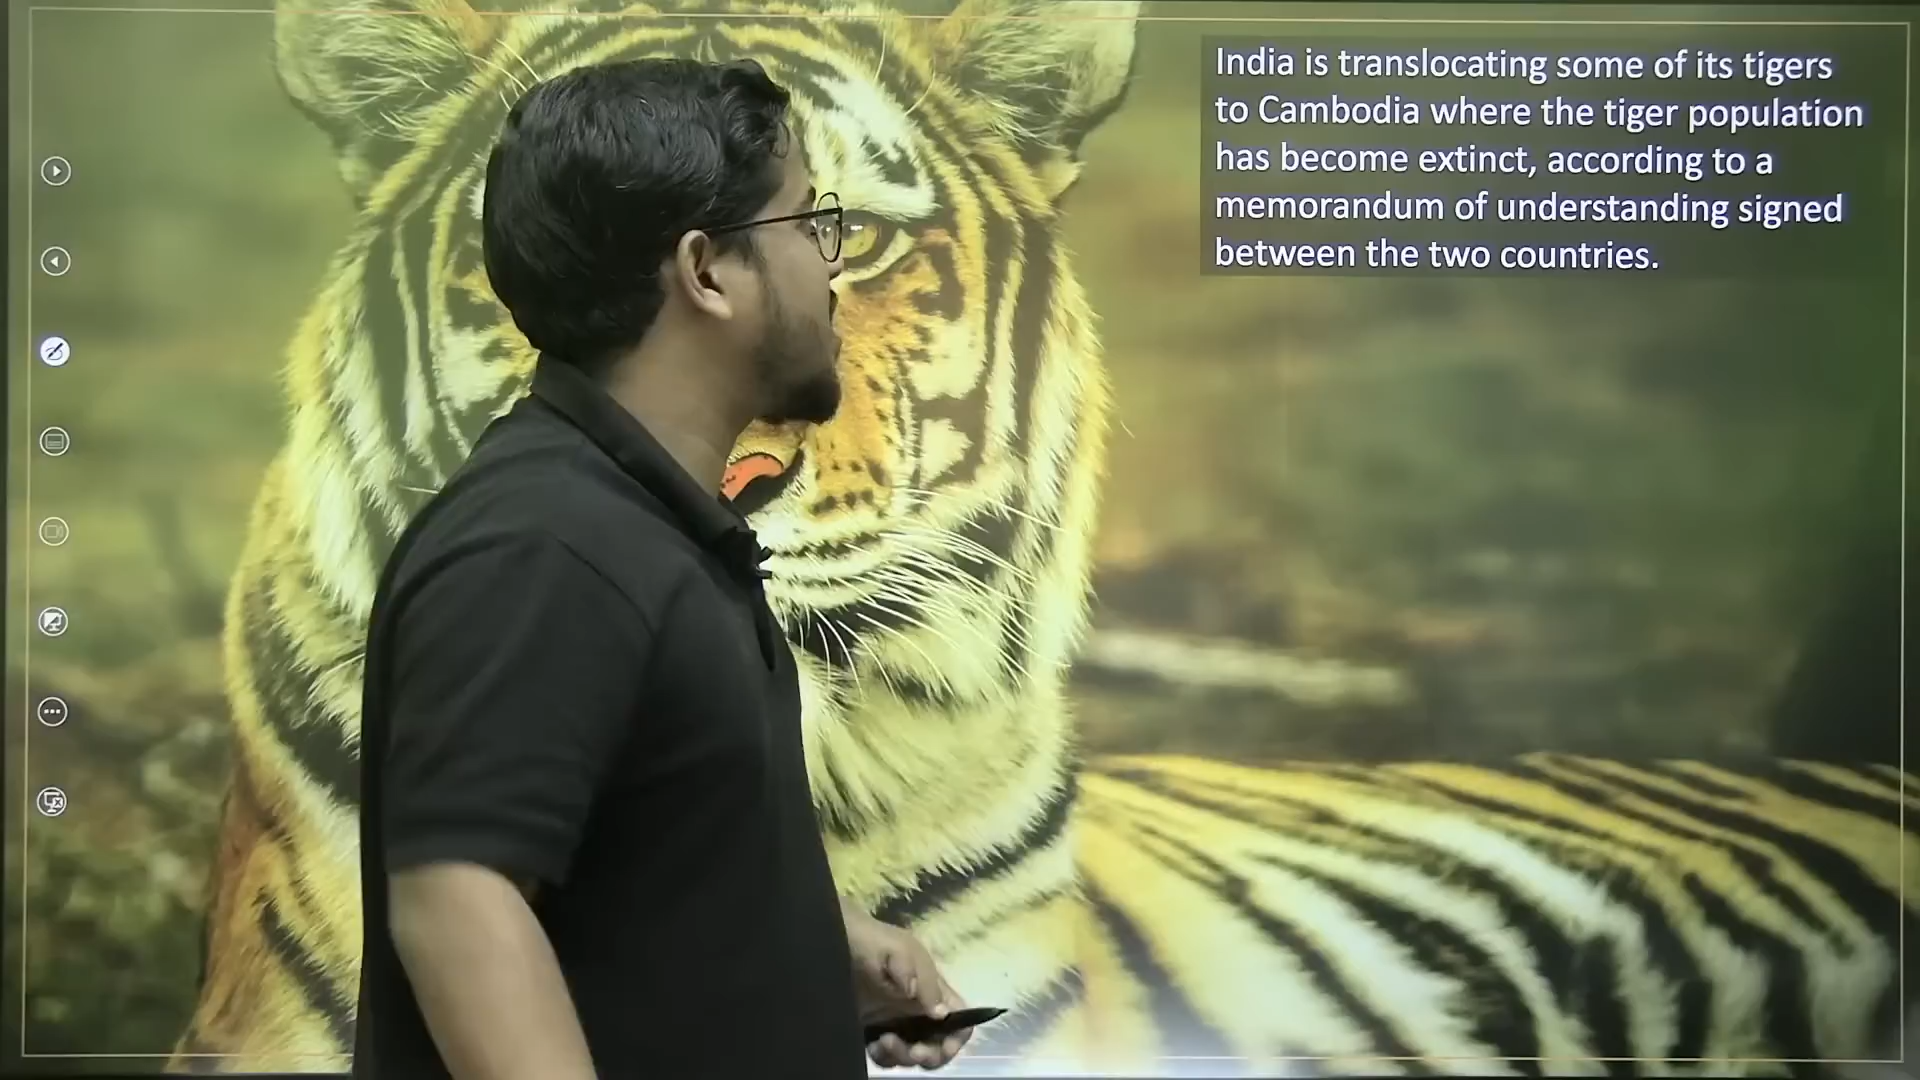 India is translocating some of its tigers
to Cambodia where the tiger population
has become extinct, according to a
memorandum of understanding signed
between the two countries.